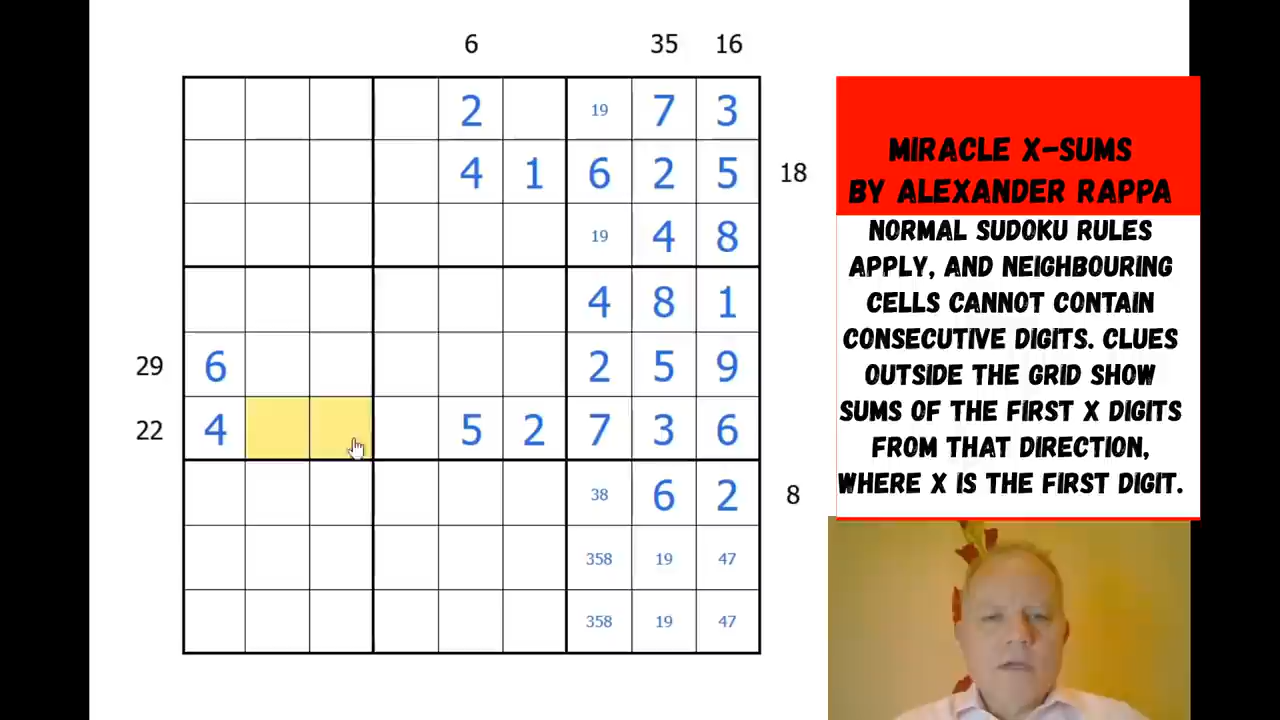 6 35 16
2 19 7 3
4 1 6 2 5 18
19 4 8
4 8 1
29 6 2 5 9
22 4 5 2 7 3 6
38 6 2 8
358 19 47
358 19 47
MIRACLE X-SUMS
BY ALEXANDER RAPPA
NORMAL SUDOKU RULES
APPLY, AND NEIGHBOURING
CELLS CANNOT CONTAIN
CONSECUTIVE DIGITS. CLUES
OUTSIDE THE GRID SHOW
SUMS OF THE FIRST X DIGITS
FROM THAT DIRECTION,
WHERE X IS THE FIRST DIGIT.